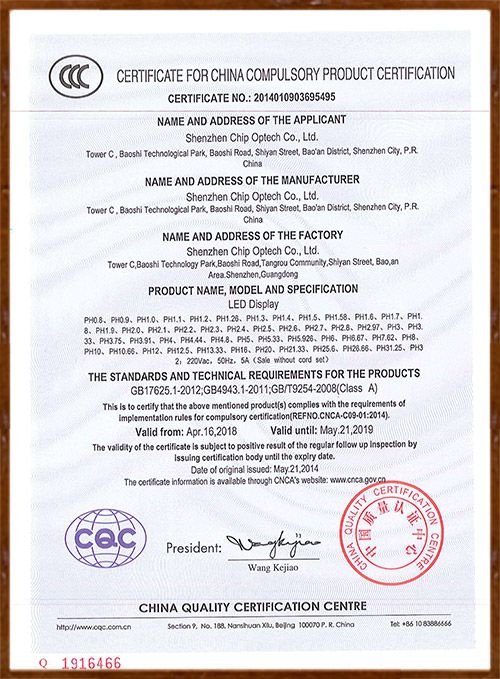 CCC
CERTIFICATE FOR CHINA COMPULSORY PRODUCT CERTIFICATION
CERTIFICATE NO.: 2014010903695495
NAME AND ADDRESS OF THE APPLICANT
Shenzhen Chip Optech Co., Ltd.
Tower C , Baoshi Technological Park, Baoshi Road, Shiyan Street, Bao'an District, Shenzhen City, P.R.
China
NAME AND ADDRESS OF THE MANUFACTURER
Shenzhen Chip Optech Co., Ltd.
Tower C , Baoshi Technological Park, Baoshi Road, Shiyan Street, Bao'an District, Shenzhen City, P.R.
China
NAME AND ADDRESS OF THE FACTORY
Shenzhen Chip Optech Co., Ltd.
Tower C,Baoshi Technology Park,Baoshi Road,Tangrou Community,Shiyan Street, Bao,an
Area.Shenzhen,Guangdong
PRODUCT NAME, MODEL AND SPECIFICATION
LED Display
PH0.8、PH0.9、PH1.0、PH1.1、PH1.2、PH1.26、PH1.3、PH1.4、PH1.5、PH1.58、PH1.6、PH1.7、PH1.
8、PH1.9、PH2.0、PH2.1、PH2.2、PH2.3、PH2.4、PH2.5、PH2.6、PH2.7、PH2.8、PH2.97、PH3、PH3.
33、PH3.75、PH3.91、PH4、PH4.44、PH4.8、PH5、PH5.33、PH5.926、PH6、PH6.67、PH7.62、PH8、
PH10、PH10.66、PH12、PH12.5、PH13.33、PH16、PH20、PH21.33、PH25.6、PH26.66、PH31.25、PH3
2; 220Vac, 50Hz, 5A (Sale without cord set)
THE STANDARDS AND TECHNICAL REQUIREMENTS FOR THE PRODUCTS
GB17625.1-2012;GB4943.1-2011;GB/T9254-2008(Class A)
This is to certify that the above mentioned product(s) complies with the requirements of
implementation rules for compulsory certification(REFNO.CNCA-C09-01:2014).
Valid from: Apr.16,2018 Valid until: May.21,2019
The validity of the certificate is subject to positive result of the regular follow up inspection by
issuing certification body until the expiry date.
Date of original issued: May.21,2014
The certificate information is available through CNCA's website: www.cnca.gov.cn
CQC
President: Wangkejiao
Wang Kejiao
CHINA QUALITY CERTIFICATION CENTRE
中国质量认证中心
CHINA QUALITY CERTIFICATION CENTRE
http://www.cqc.com.cn Section 9, No. 188, Nansihuan Xilu, Beijing 100070 P. R. China Tel: +86 10 83886666
Q 1916466